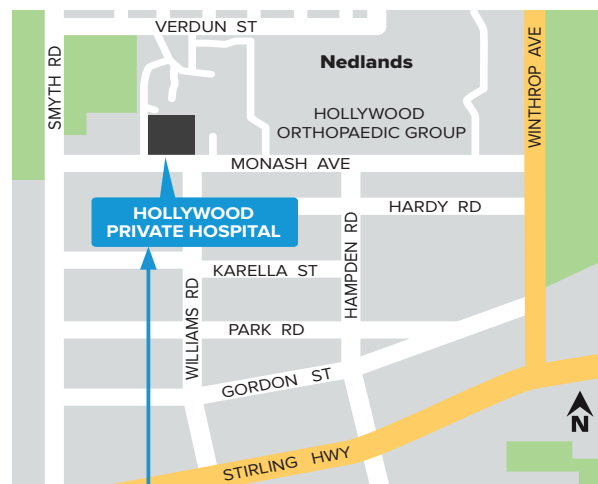 VERDUN ST
SMYTH RD
Nedlands
WINTHROP AVE
HOLLYWOOD
ORTHOPAEDIC GROUP
MONASH AVE
HOLLYWOOD
PRIVATE HOSPITAL
HARDY RD
HAMPDEN RD
KARELLA ST
WILLIAMS RD
PARK RD
GORDON ST
N
STIRLING HWY